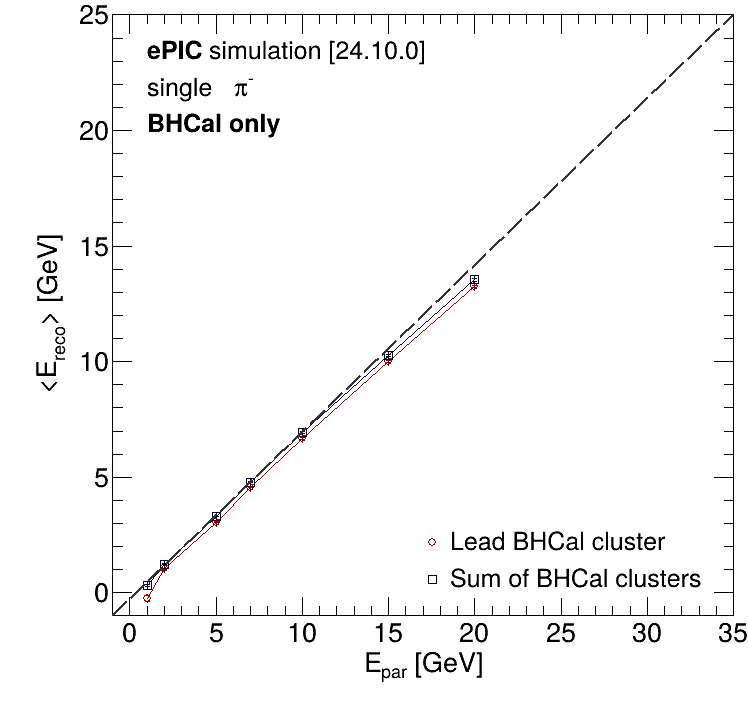 25
20
15
10
5
0
<E_reco> [GeV]
ePIC simulation [24.10.0]
single π-
BHCal only
Lead BHCal cluster
Sum of BHCal clusters
0 5 10 15 20 25 30 35
E_par [GeV]